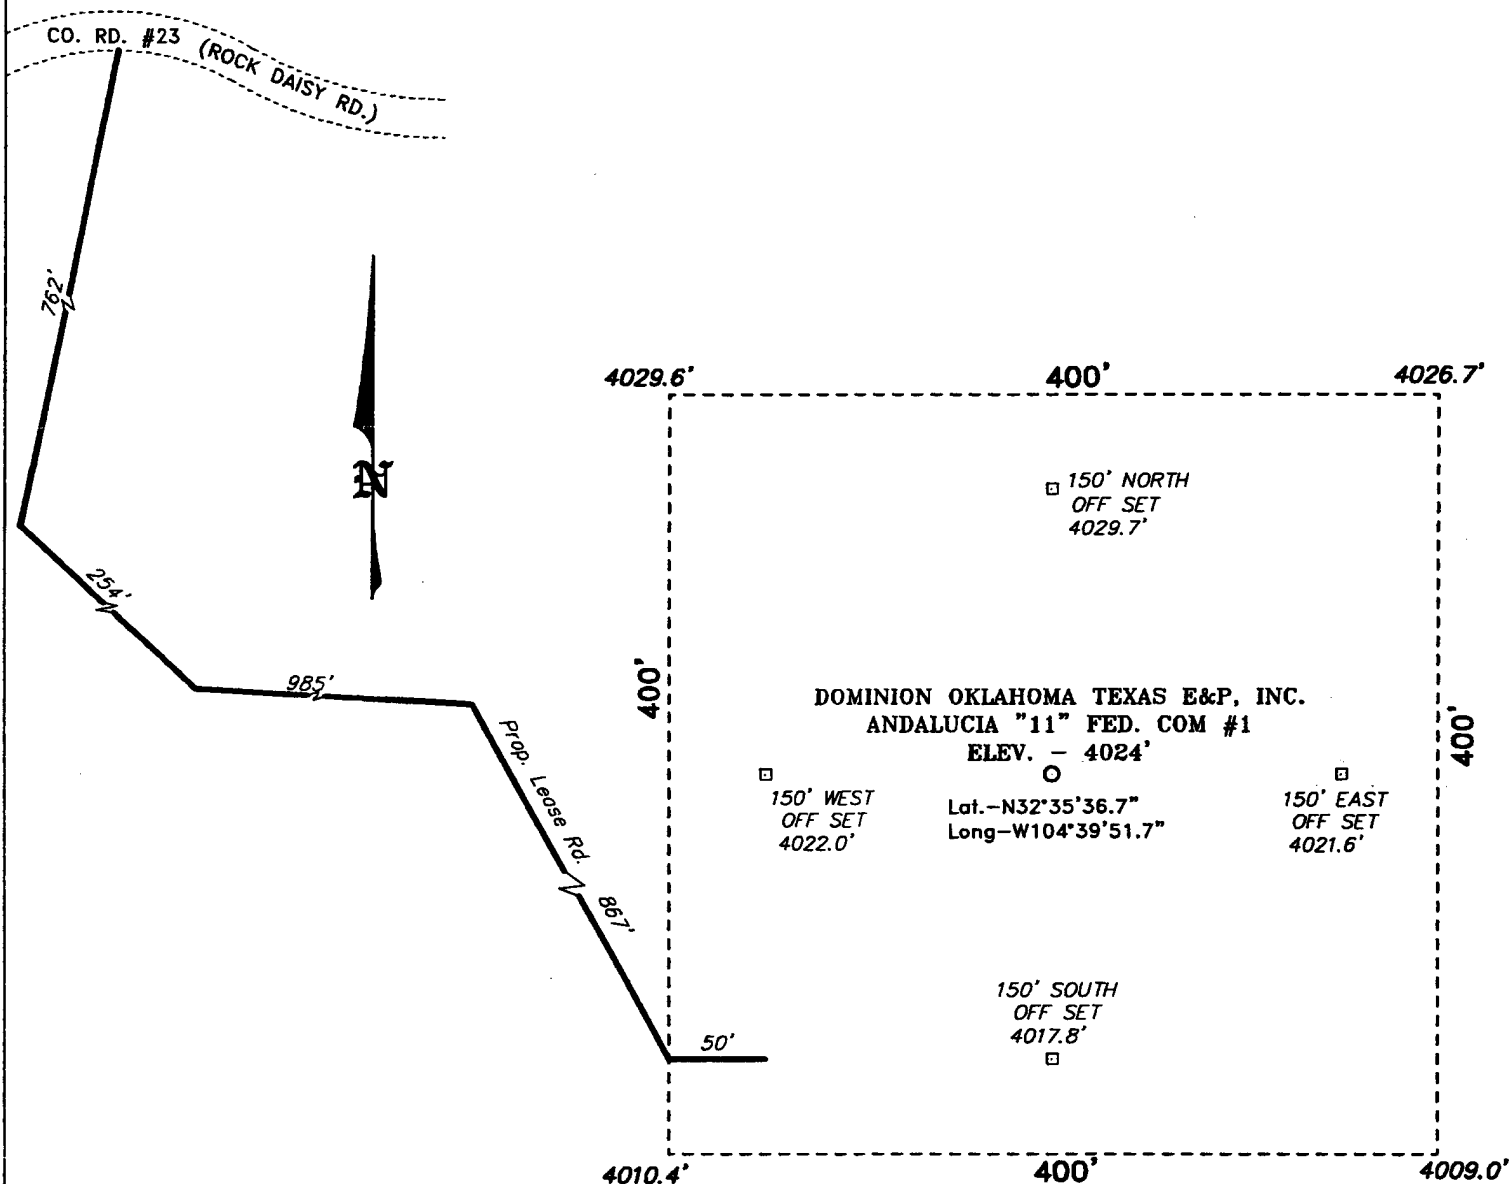 CO. RD. #23 (ROCK DAISY RD.)
762'
N
254'
985'
Prop. Lease Rd. 867'
50'
4029.6' 400' 4026.7'
150' NORTH
OFF SET
4029.7'
400'
DOMINION OKLAHOMA TEXAS E&P, INC.
ANDALUCIA "11" FED. COM #1
ELEV. - 4024'
400'
150' WEST
OFF SET
4022.0'
Lat.-N32°35'36.7"
Long-W104°39'51.7"
150' EAST
OFF SET
4021.6'
150' SOUTH
OFF SET
4017.8'
4010.4' 400' 4009.0'